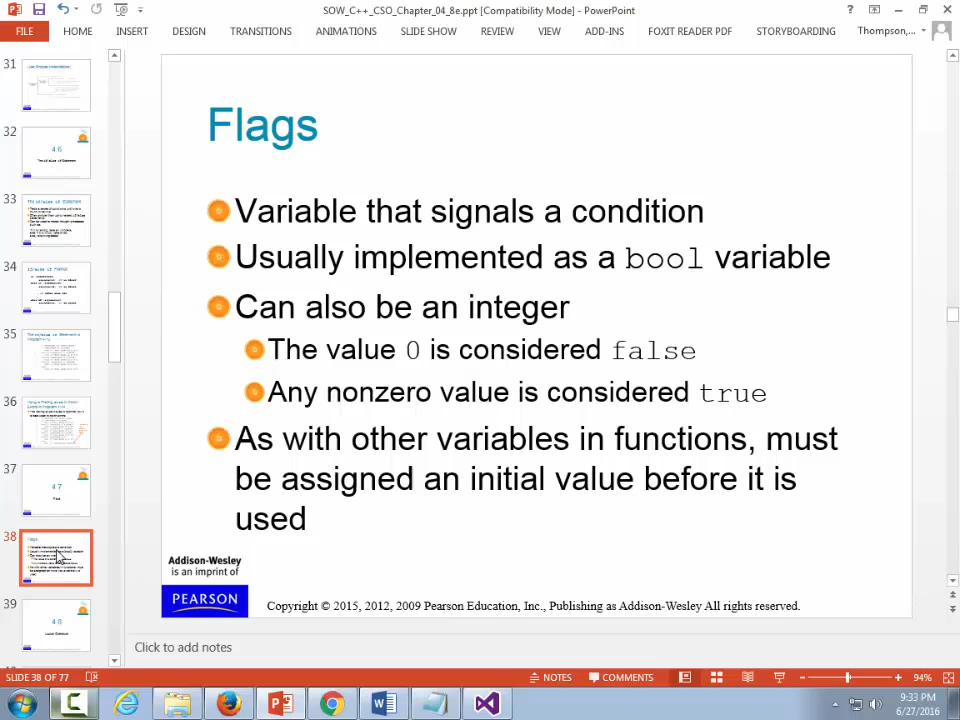 SOW_C++_CSO_Chapter_04_8e.ppt [Compatibility Mode] - PowerPoint
FILE HOME INSERT DESIGN TRANSITIONS ANIMATIONS SLIDE SHOW REVIEW VIEW ADD-INS FOXIT READER PDF STORYBOARDING Thompson,...
31
32
4.6
33
34
35
36
37
4.7
Flags
38
Flags
39
4.8
Flags
Variable that signals a condition
Usually implemented as a bool variable
Can also be an integer
The value 0 is considered false
Any nonzero value is considered true
As with other variables in functions, must
be assigned an initial value before it is
used
Addison-Wesley
is an imprint of
PEARSON
Copyright © 2015, 2012, 2009 Pearson Education, Inc., Publishing as Addison-Wesley All rights reserved.
Click to add notes
SLIDE 38 OF 77 NOTES COMMENTS 94%
9:33 PM
6/27/2016